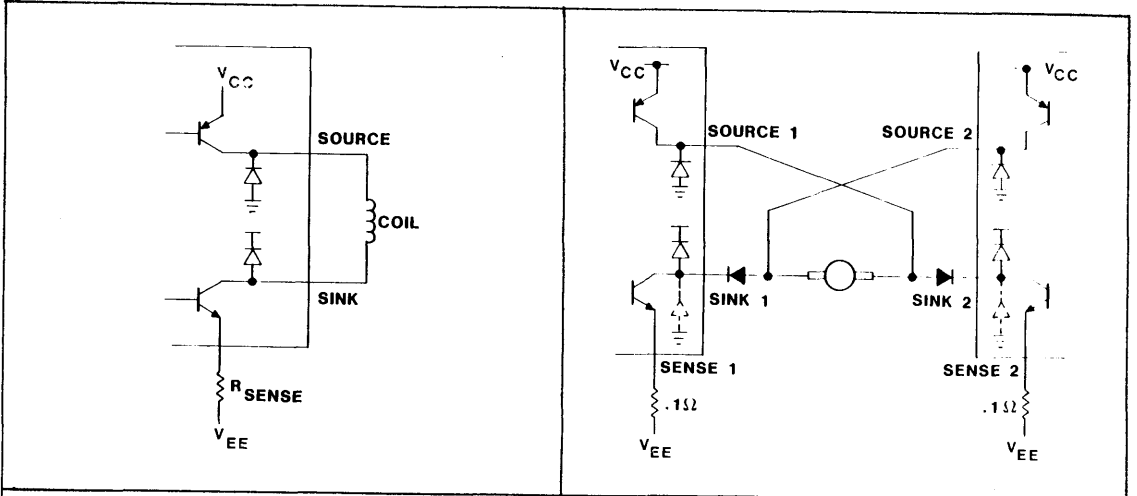 VCC
SOURCE
COIL
SINK
RSENSE
VEE
VCC
VCC
SOURCE 1
SOURCE 2
SINK 1
SINK 2
SENSE 1
SENSE 2
.1Ω
.1Ω
VEE
VEE